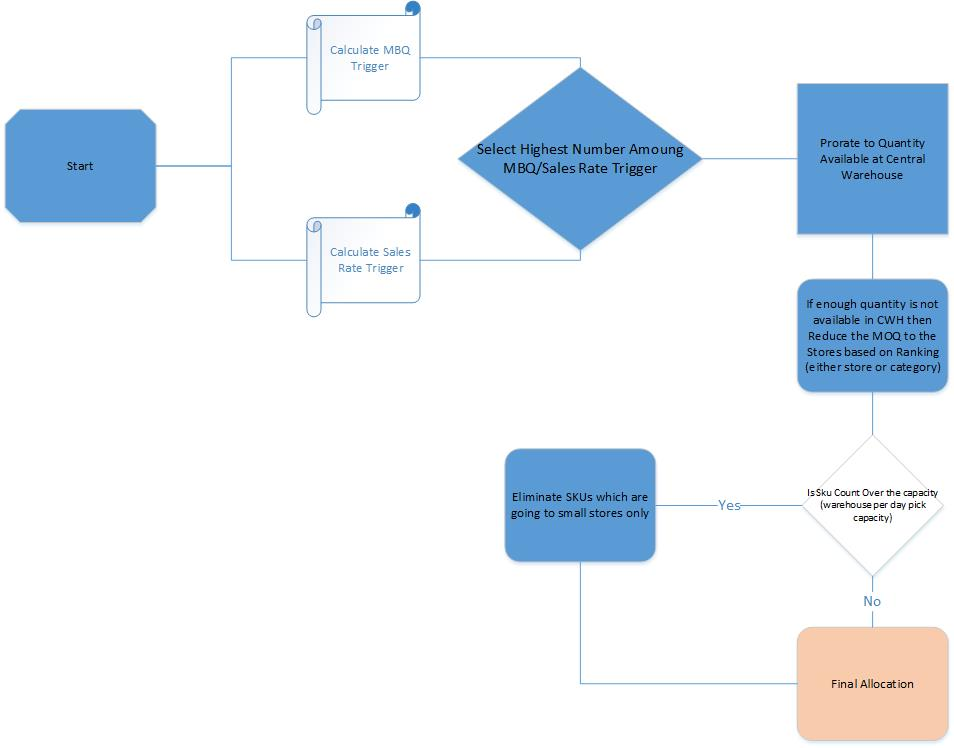 Calculate MBQ
Trigger
Start
Select Highest Number Amoung
MBQ/Sales Rate Trigger
Prorate to Quantity
Available at Central
Warehouse
Calculate Sales
Rate Trigger
If enough quantity is not
available in CWH then
Reduce the MOQ to the
Stores based on Ranking
(either store or category)
Is Sku Count Over the capacity
(warehouse per day pick
capacity)
Yes
Eliminate SKUs which are
going to small stores only
No
Final Allocation